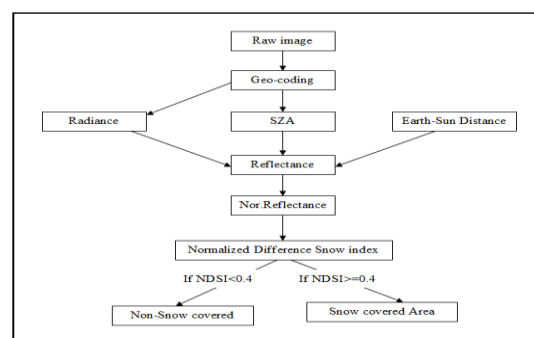 Raw image
Geo-coding
Radiance
SZA
Earth-Sun Distance
Reflectance
Nor.Reflectance
Normalized Difference Snow index
If NDSI<0.4
If NDSI>=0.4
Non-Snow covered
Snow covered Area